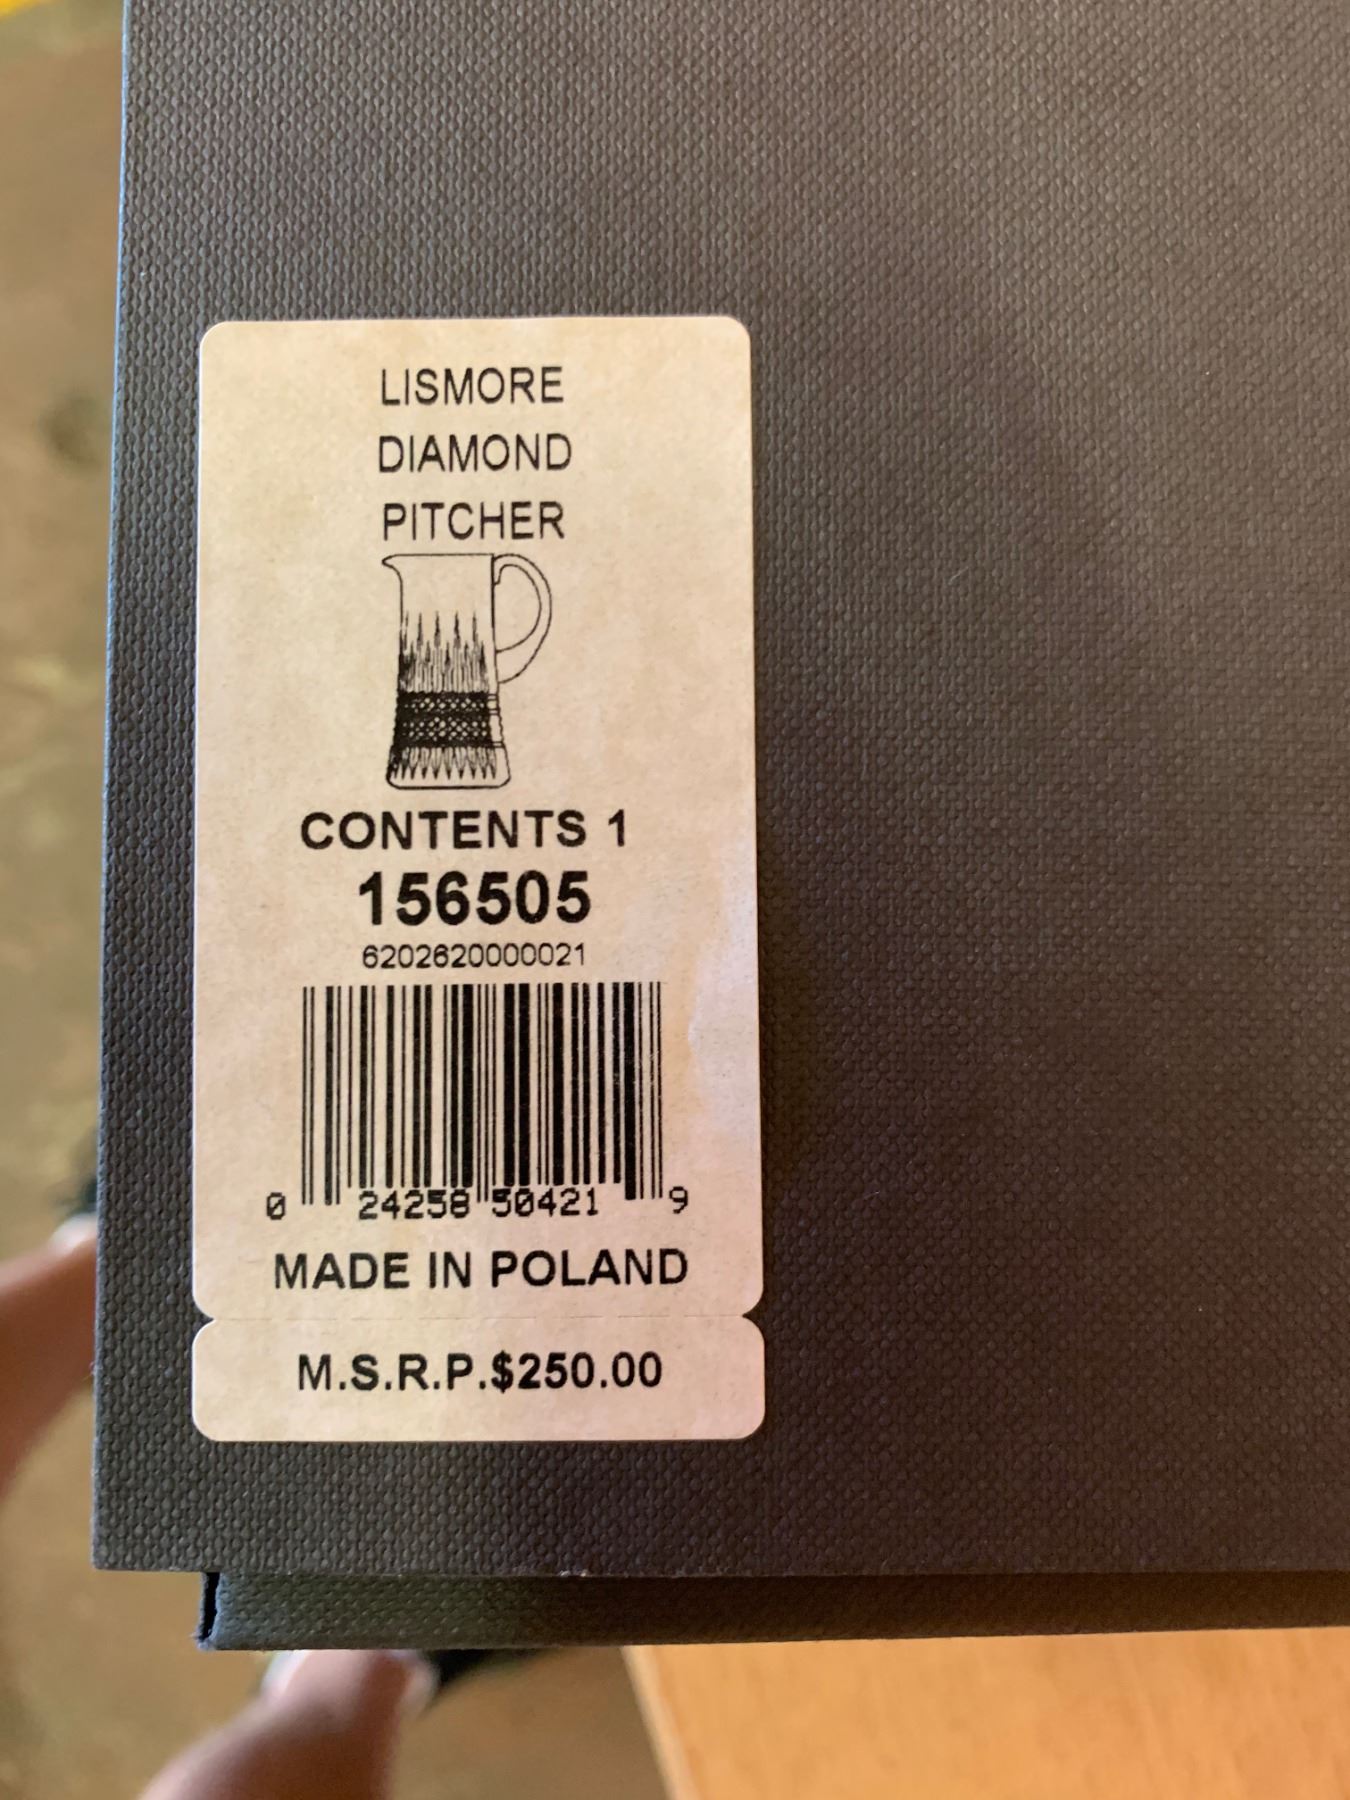 LISMORE
DIAMOND
PITCHER
CONTENTS 1
156505
6202620000021
0 24258 50421 9
MADE IN POLAND
M.S.R.P.$250.00